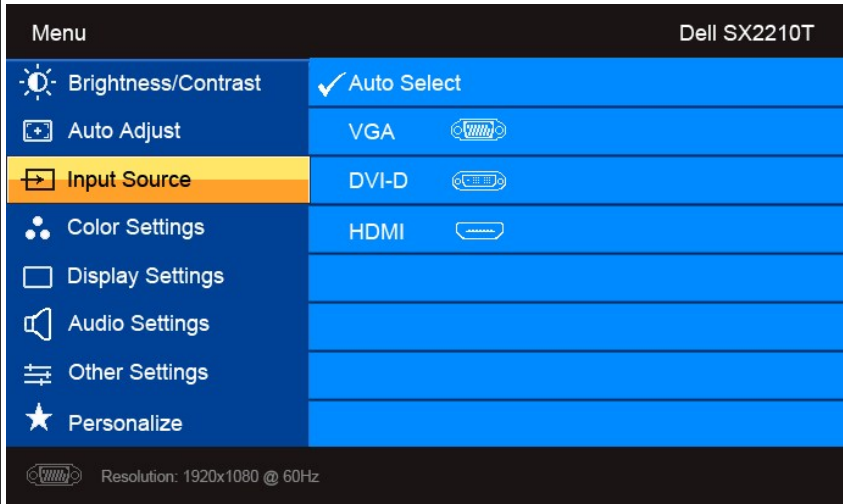 Menu Dell SX2210T
Brightness/Contrast Auto Select
Auto Adjust VGA
Input Source DVI-D
Color Settings HDMI
Display Settings
Audio Settings
Other Settings
Personalize
Resolution: 1920x1080 @ 60Hz